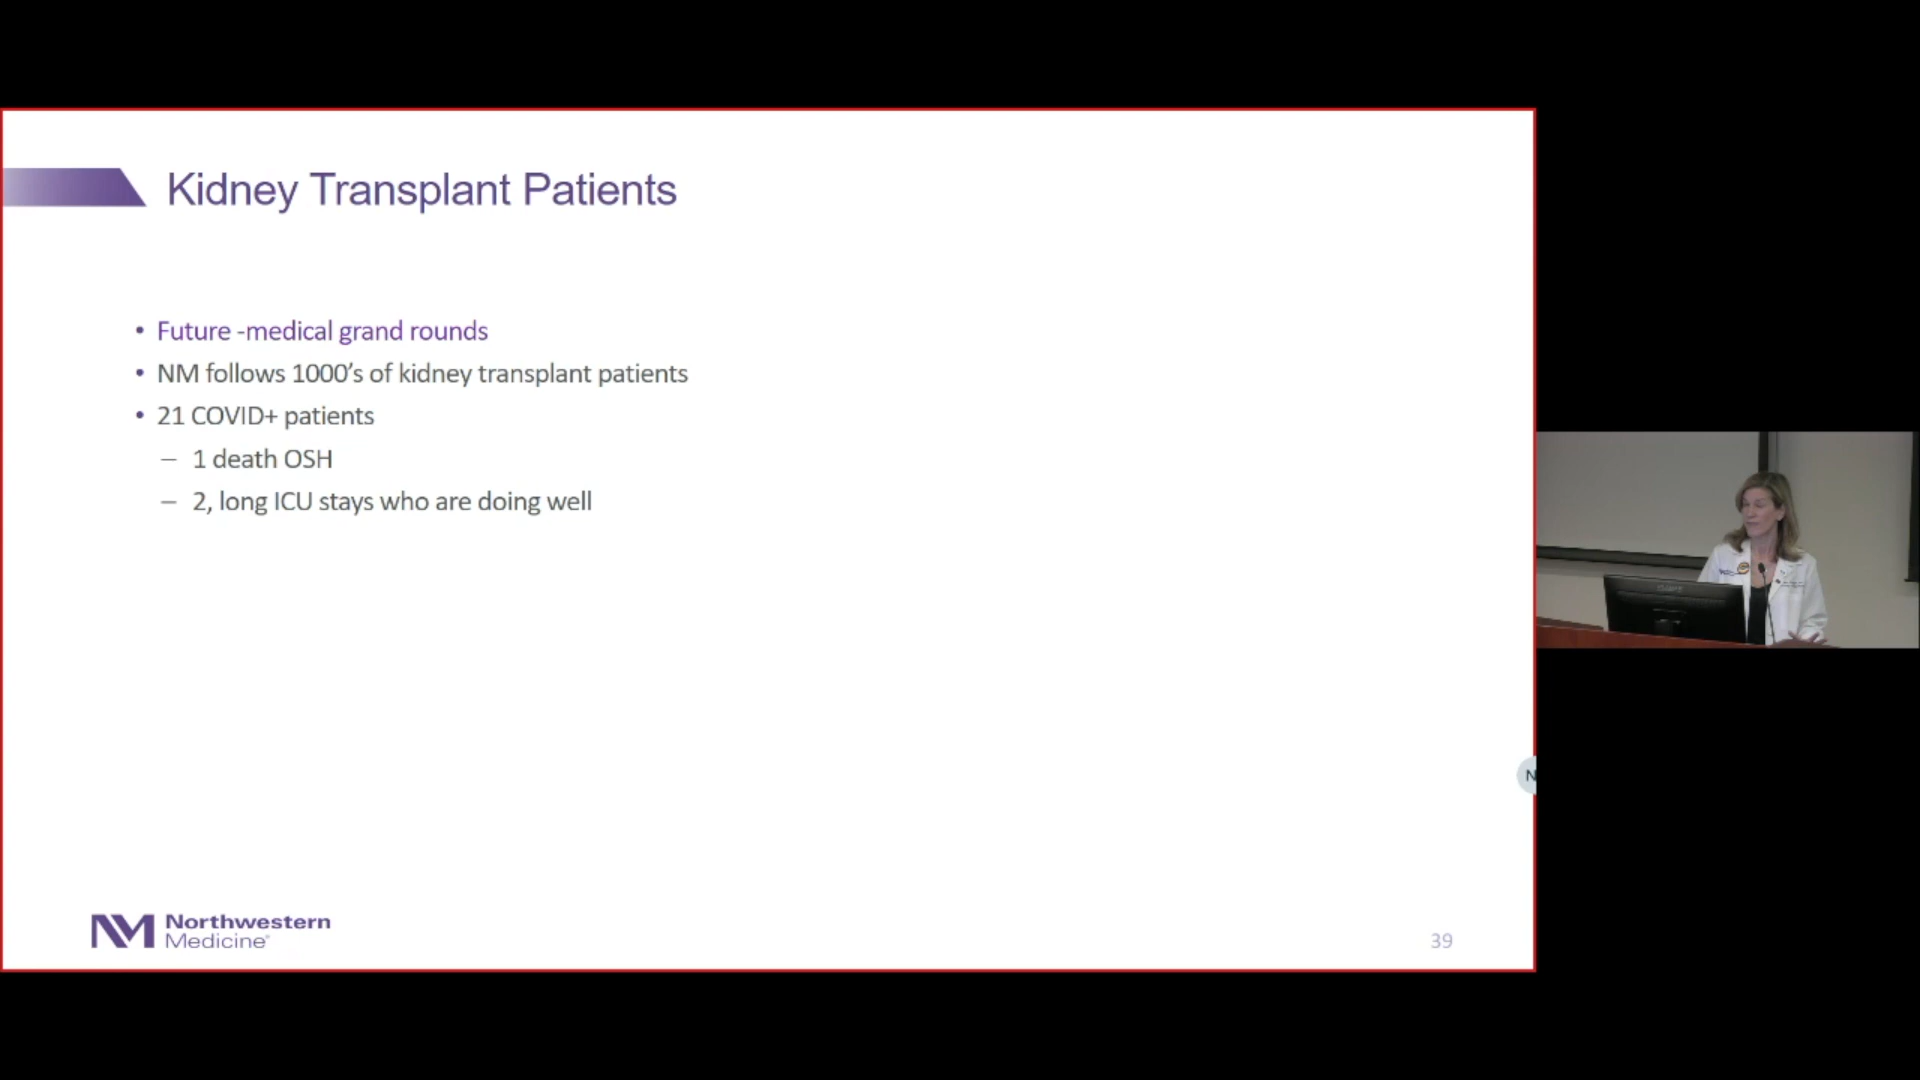 Kidney Transplant Patients
• Future -medical grand rounds
• NM follows 1000's of kidney transplant patients
• 21 COVID+ patients
– 1 death OSH
– 2, long ICU stays who are doing well
N
NM Northwestern
Medicine®
39